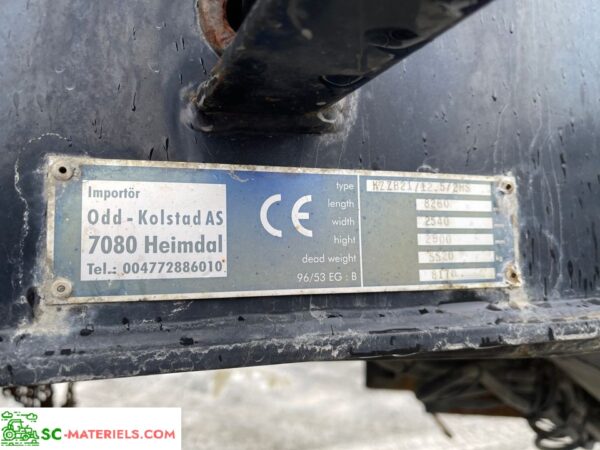 Importör
Odd - Kolstad AS
7080 Heimdal
Tel.: 004772886010
CE
type
length 8260
width 2540
hight
dead weight
96/53 EG : B
SC-MATERIELS.COM